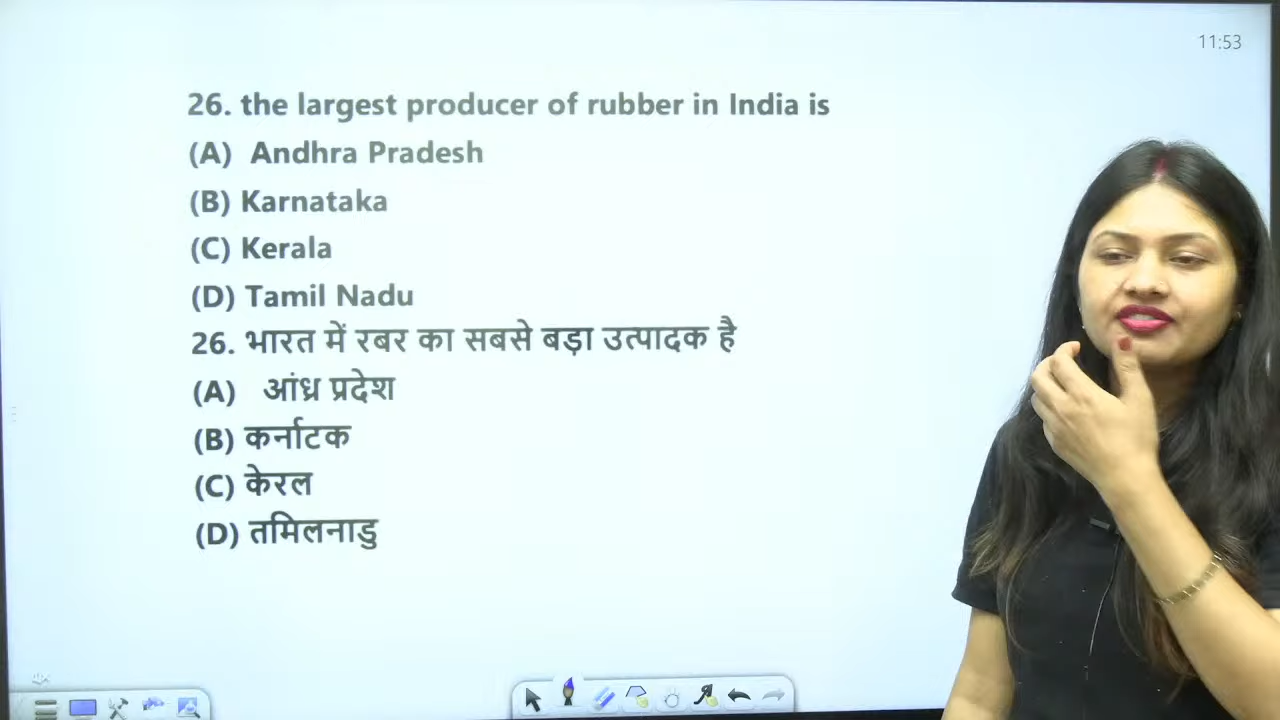 11:53
26. the largest producer of rubber in India is
(A) Andhra Pradesh
(B) Karnataka
(C) Kerala
(D) Tamil Nadu
26. भारत में रबर का सबसे बड़ा उत्पादक है
(A) आंध्र प्रदेश
(B) कर्नाटक
(C) केरल
(D) तमिलनाडु